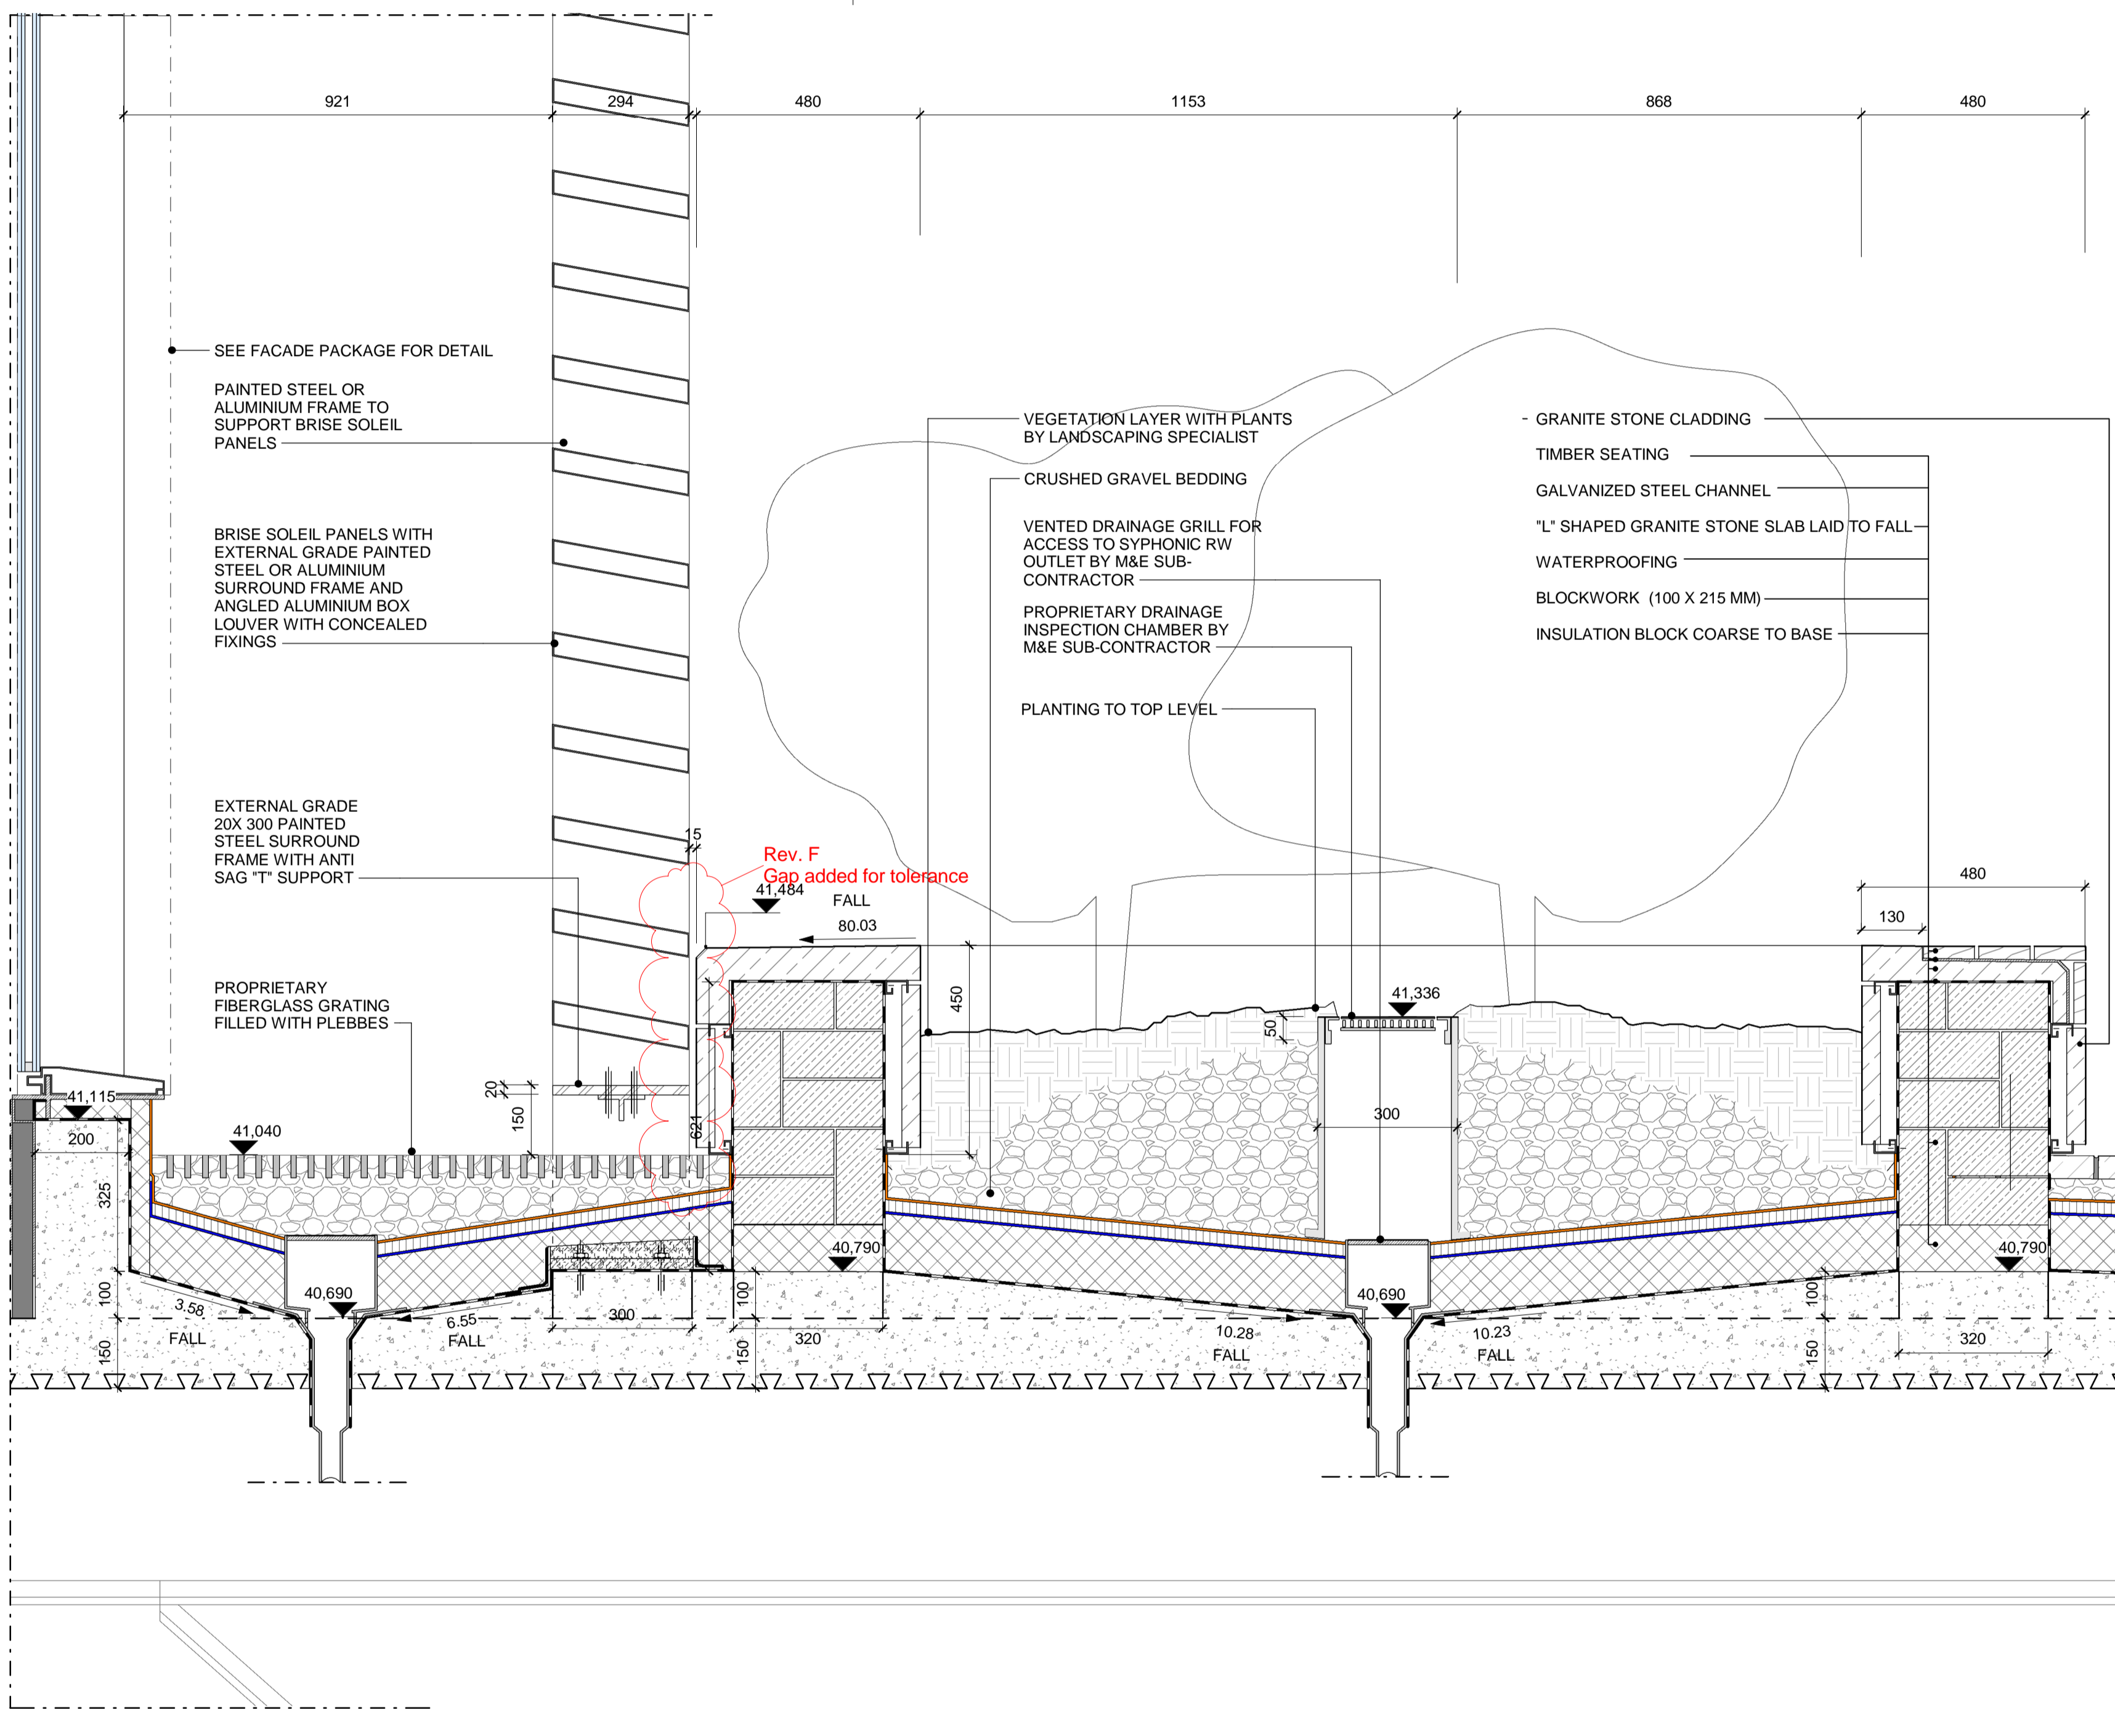 921
294
480
1153
868
480
SEE FACADE PACKAGE FOR DETAIL
PAINTED STEEL OR
ALUMINIUM FRAME TO
SUPPORT BRISE SOLEIL
PANELS
BRISE SOLEIL PANELS WITH
EXTERNAL GRADE PAINTED
STEEL OR ALUMINIUM
SURROUND FRAME AND
ANGLED ALUMINIUM BOX
LOUVER WITH CONCEALED
FIXINGS
EXTERNAL GRADE
20X 300 PAINTED
STEEL SURROUND
FRAME WITH ANTI
SAG "T" SUPPORT
PROPRIETARY
FIBERGLASS GRATING
FILLED WITH PLEBBES
VEGETATION LAYER WITH PLANTS
BY LANDSCAPING SPECIALIST
CRUSHED GRAVEL BEDDING
VENTED DRAINAGE GRILL FOR
ACCESS TO SYPHONIC RW
OUTLET BY M&E SUB-
CONTRACTOR
PROPRIETARY DRAINAGE
INSPECTION CHAMBER BY
M&E SUB-CONTRACTOR
PLANTING TO TOP LEVEL
- GRANITE STONE CLADDING
TIMBER SEATING
GALVANIZED STEEL CHANNEL
"L" SHAPED GRANITE STONE SLAB LAID TO FALL
WATERPROOFING
BLOCKWORK (100 X 215 MM)
INSULATION BLOCK COARSE TO BASE
15
Rev. F
Gap added for tolerance
41,484
FALL
80.03
480
130
450
41,336
50
300
20
150
621
41,115
200
41,040
325
40,790
40,790
100
3.58
FALL
40,690
6.55
FALL
300
100
320
10.28
FALL
40,690
10.23
FALL
100
320
150
150
150